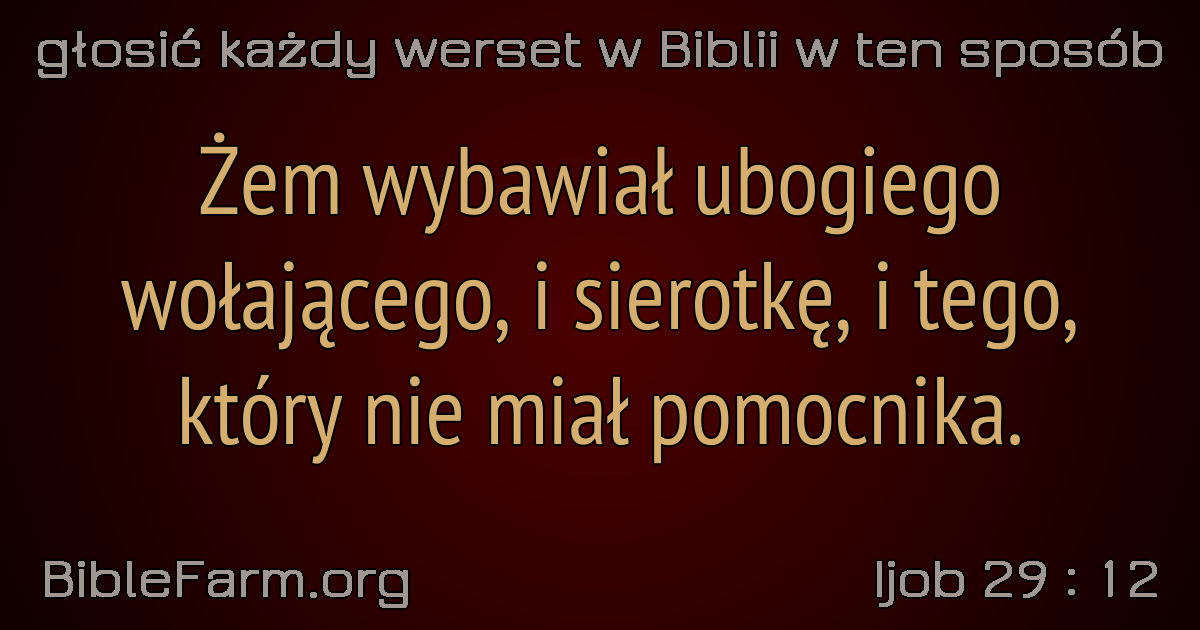 głosić każdy werset w Biblii w ten sposób
Żem wybawiał ubogiego
wołającego, i sierotkę, i tego,
który nie miał pomocnika.
BibleFarm.org
Ijob 29 : 12